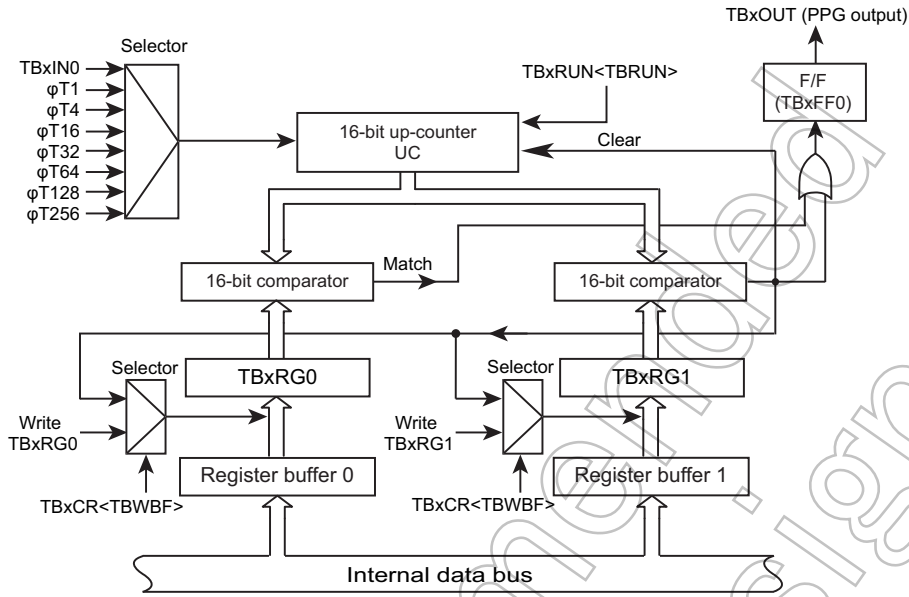 TBxOUT (PPG output)
Selector
TBxIN0
φT1
φT4
φT16
φT32
φT64
φT128
φT256
16-bit up-counter
UC
TBxRUN<TBRUN>
Clear
F/F
(TBxFF0)
16-bit comparator
Match
16-bit comparator
Selector
TBxRG0
Selector
TBxRG1
Write
TBxRG0
Write
TBxRG1
Register buffer 0
Register buffer 1
TBxCR<TBWBF>
TBxCR<TBWBF>
Internal data bus
mended
sign